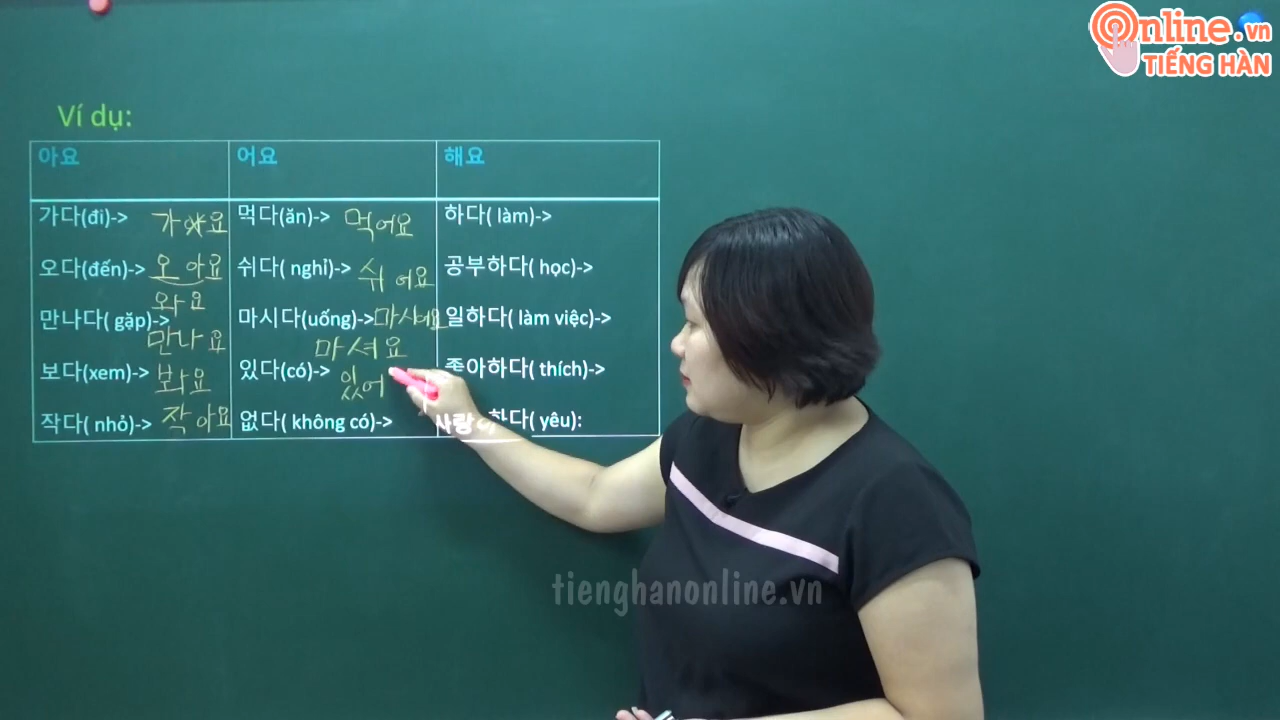 Online.vn
TIẾNG HÀN
Ví dụ:
아요 어요 해요
가다(đi)-> 가아요 먹다(ăn)-> 먹어요 하다( làm)->
오다(đến)-> 오 아요 쉬다( nghỉ)-> 쉬 어요 공부하다( học)->
와요
만나다( gặp)-> 마시다(uống)-> 마시어요 일하다( làm việc)->
만나요 마셔요
보다(xem)-> 봐요 있다(có)-> 있어 좋아하다( thích)->
작다( nhỏ)-> 작아요 없다( không có)-> 사랑 하다( yêu):
tienghanonline.vn